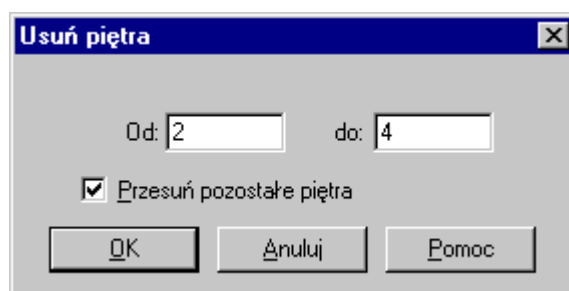 Usuń piętra
Od: 2 do: 4
Przesuń pozostałe piętra
OK Anuluj Pomoc